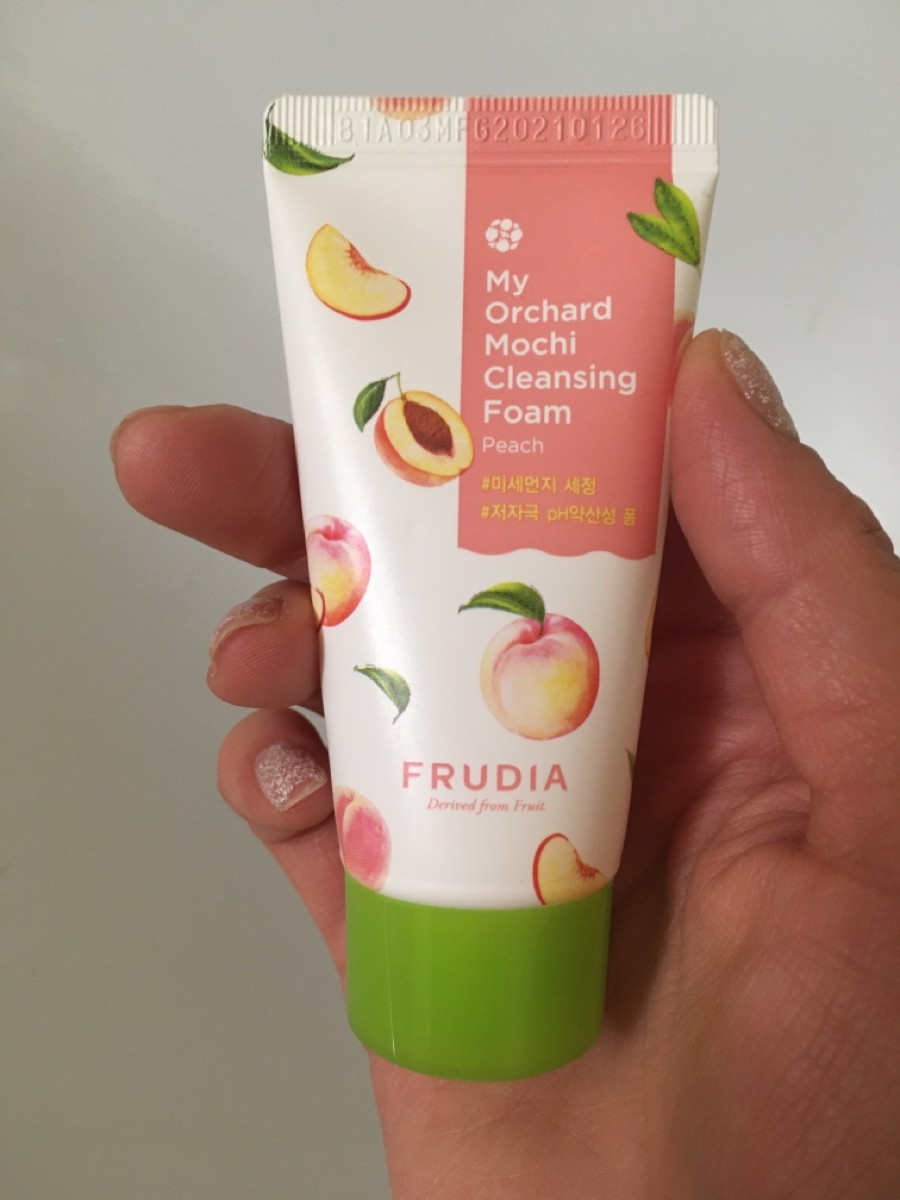 B1A03MFG20210126
My
Orchard
Mochi
Cleansing
Foam
Peach
#미세먼지 세정
#저자극 pH약산성 폼
FRUDIA
Derived from Fruit